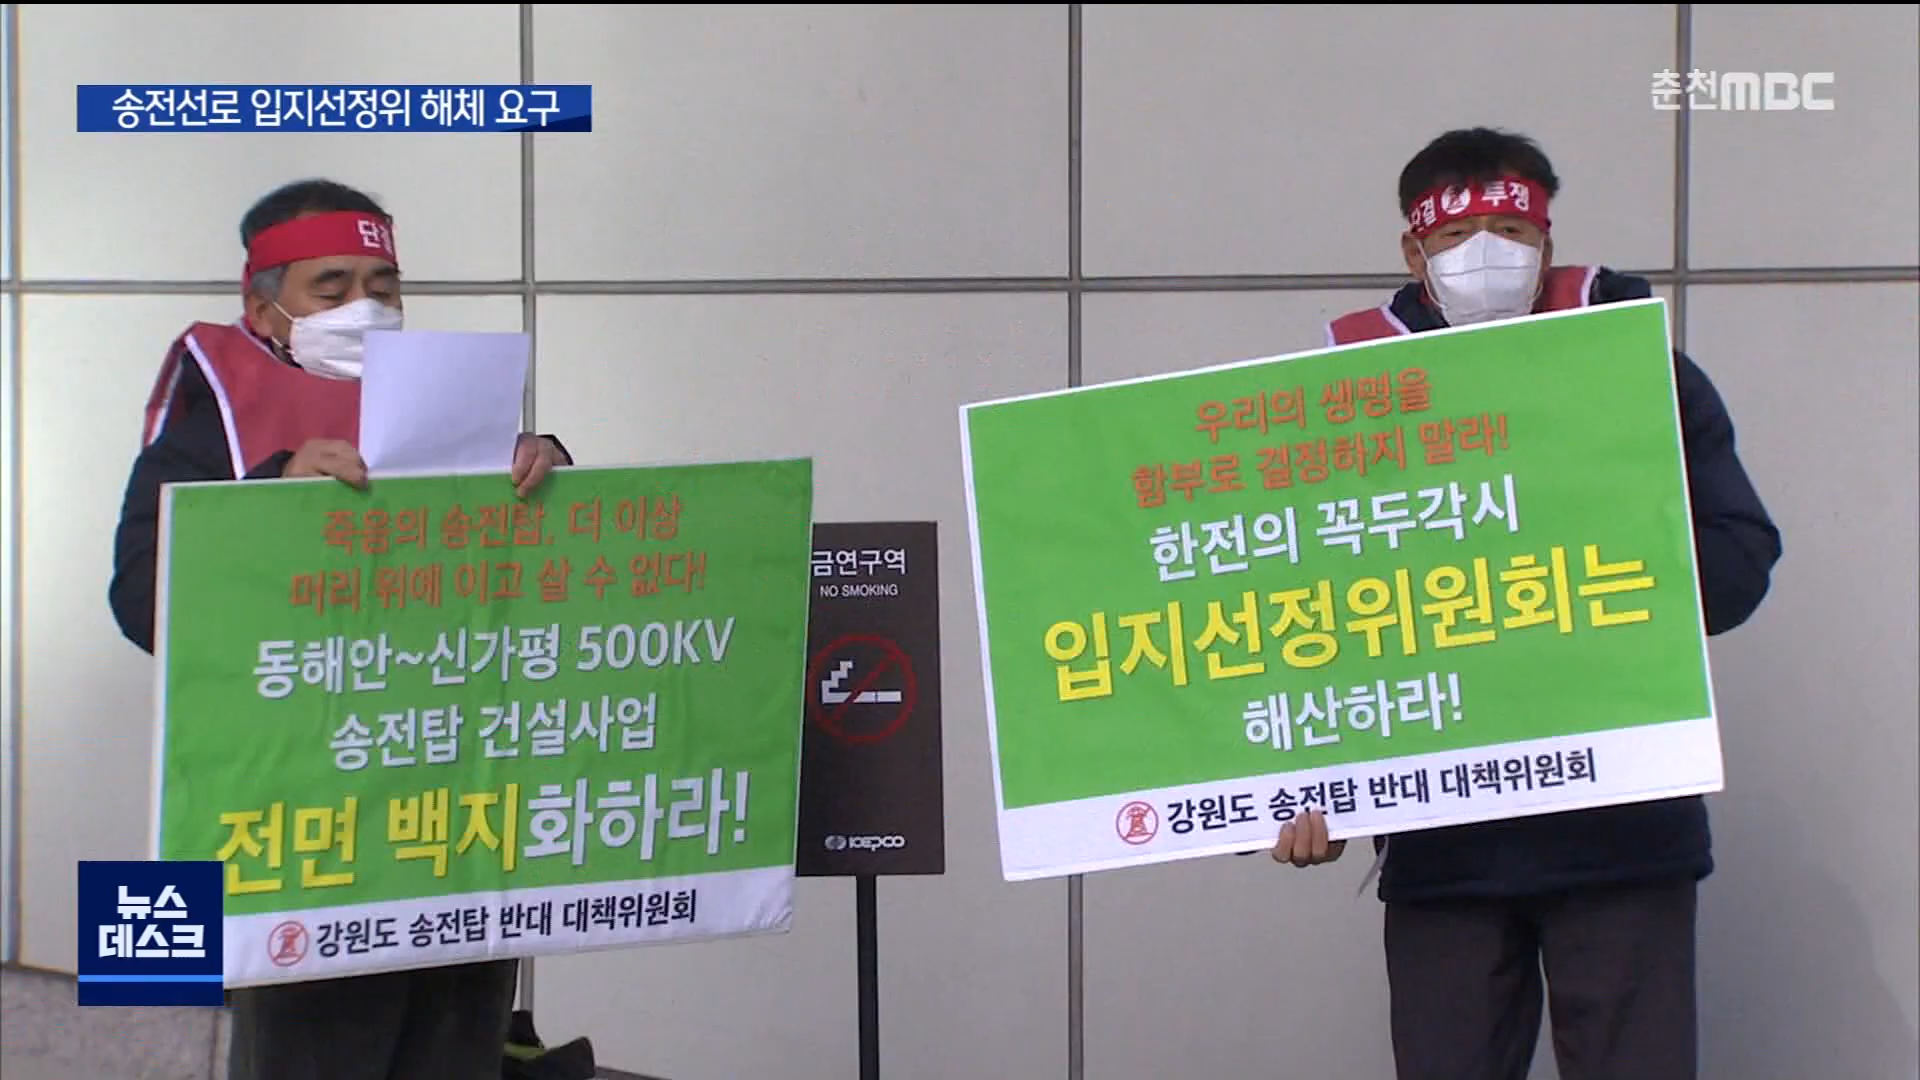 송전선로 입지선정위 해체 요구
춘천MBC
단결
단결 투쟁
죽음의 송전탑, 더 이상
머리 위에 이고 살 수 없다!
동해안~신가평 500KV
송전탑 건설사업
전면 백지화하라!
강원도 송전탑 반대 대책위원회
금연구역
NO SMOKING
KEPCO
우리의 생명을
함부로 결정하지 말라!
한전의 꼭두각시
입지선정위원회는
해산하라!
강원도 송전탑 반대 대책위원회
뉴스
데스크